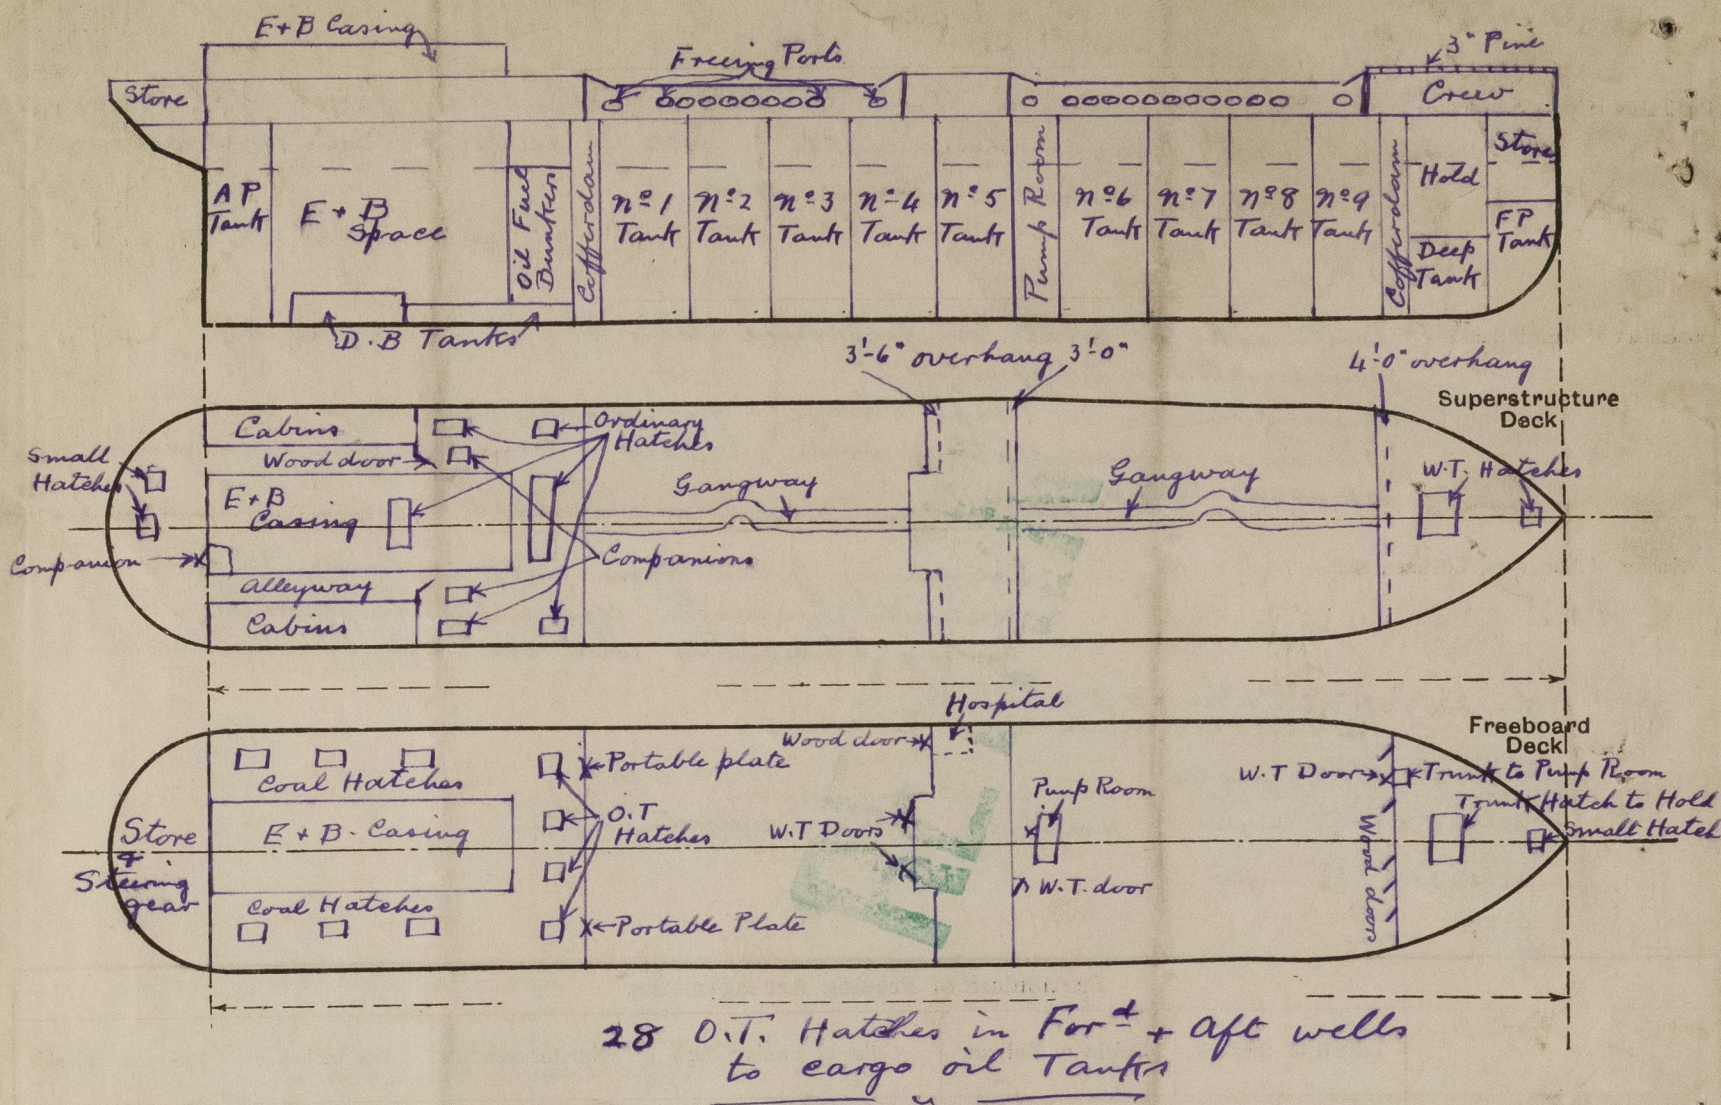 E+B Casing
Freeing Ports
3" Pine
Store
Crew
AP
Tank
E + B
Space
Oil Fuel
Bunkers
Cofferdam
Nº 1
Tank
Nº 2
Tank
Nº 3
Tank
Nº 4
Tank
Nº 5
Tank
Pump Room
Nº 6
Tank
Nº 7
Tank
Nº 8
Tank
Nº 9
Tank
Cofferdam
Hold
Deep
Tank
Store
FP
Tank
D.B Tanks
3'-6" overhang 3'-0"
4'-0" overhang
Superstructure
Deck
Cabins
Ordinary
Hatches
Small
Hatches
Wood door
E+B
Casing
Gangway
Gangway
W.T. Hatches
Companion
Companions
Alleyway
Cabins
Hospital
Freeboard
Deck
Wood door
Portable plate
Coal Hatches
Pump Room
W.T Door
Trunk to Pump Room
Trunk Hatch to Hold
Small Hatch
Store
+
Steering
gear
E + B. Casing
O.T
Hatches
W.T Doors
Wood door
W.T. door
Coal Hatches
Portable Plate
28 O.T. Hatches in Forᵈ + Aft wells
to cargo oil Tanks